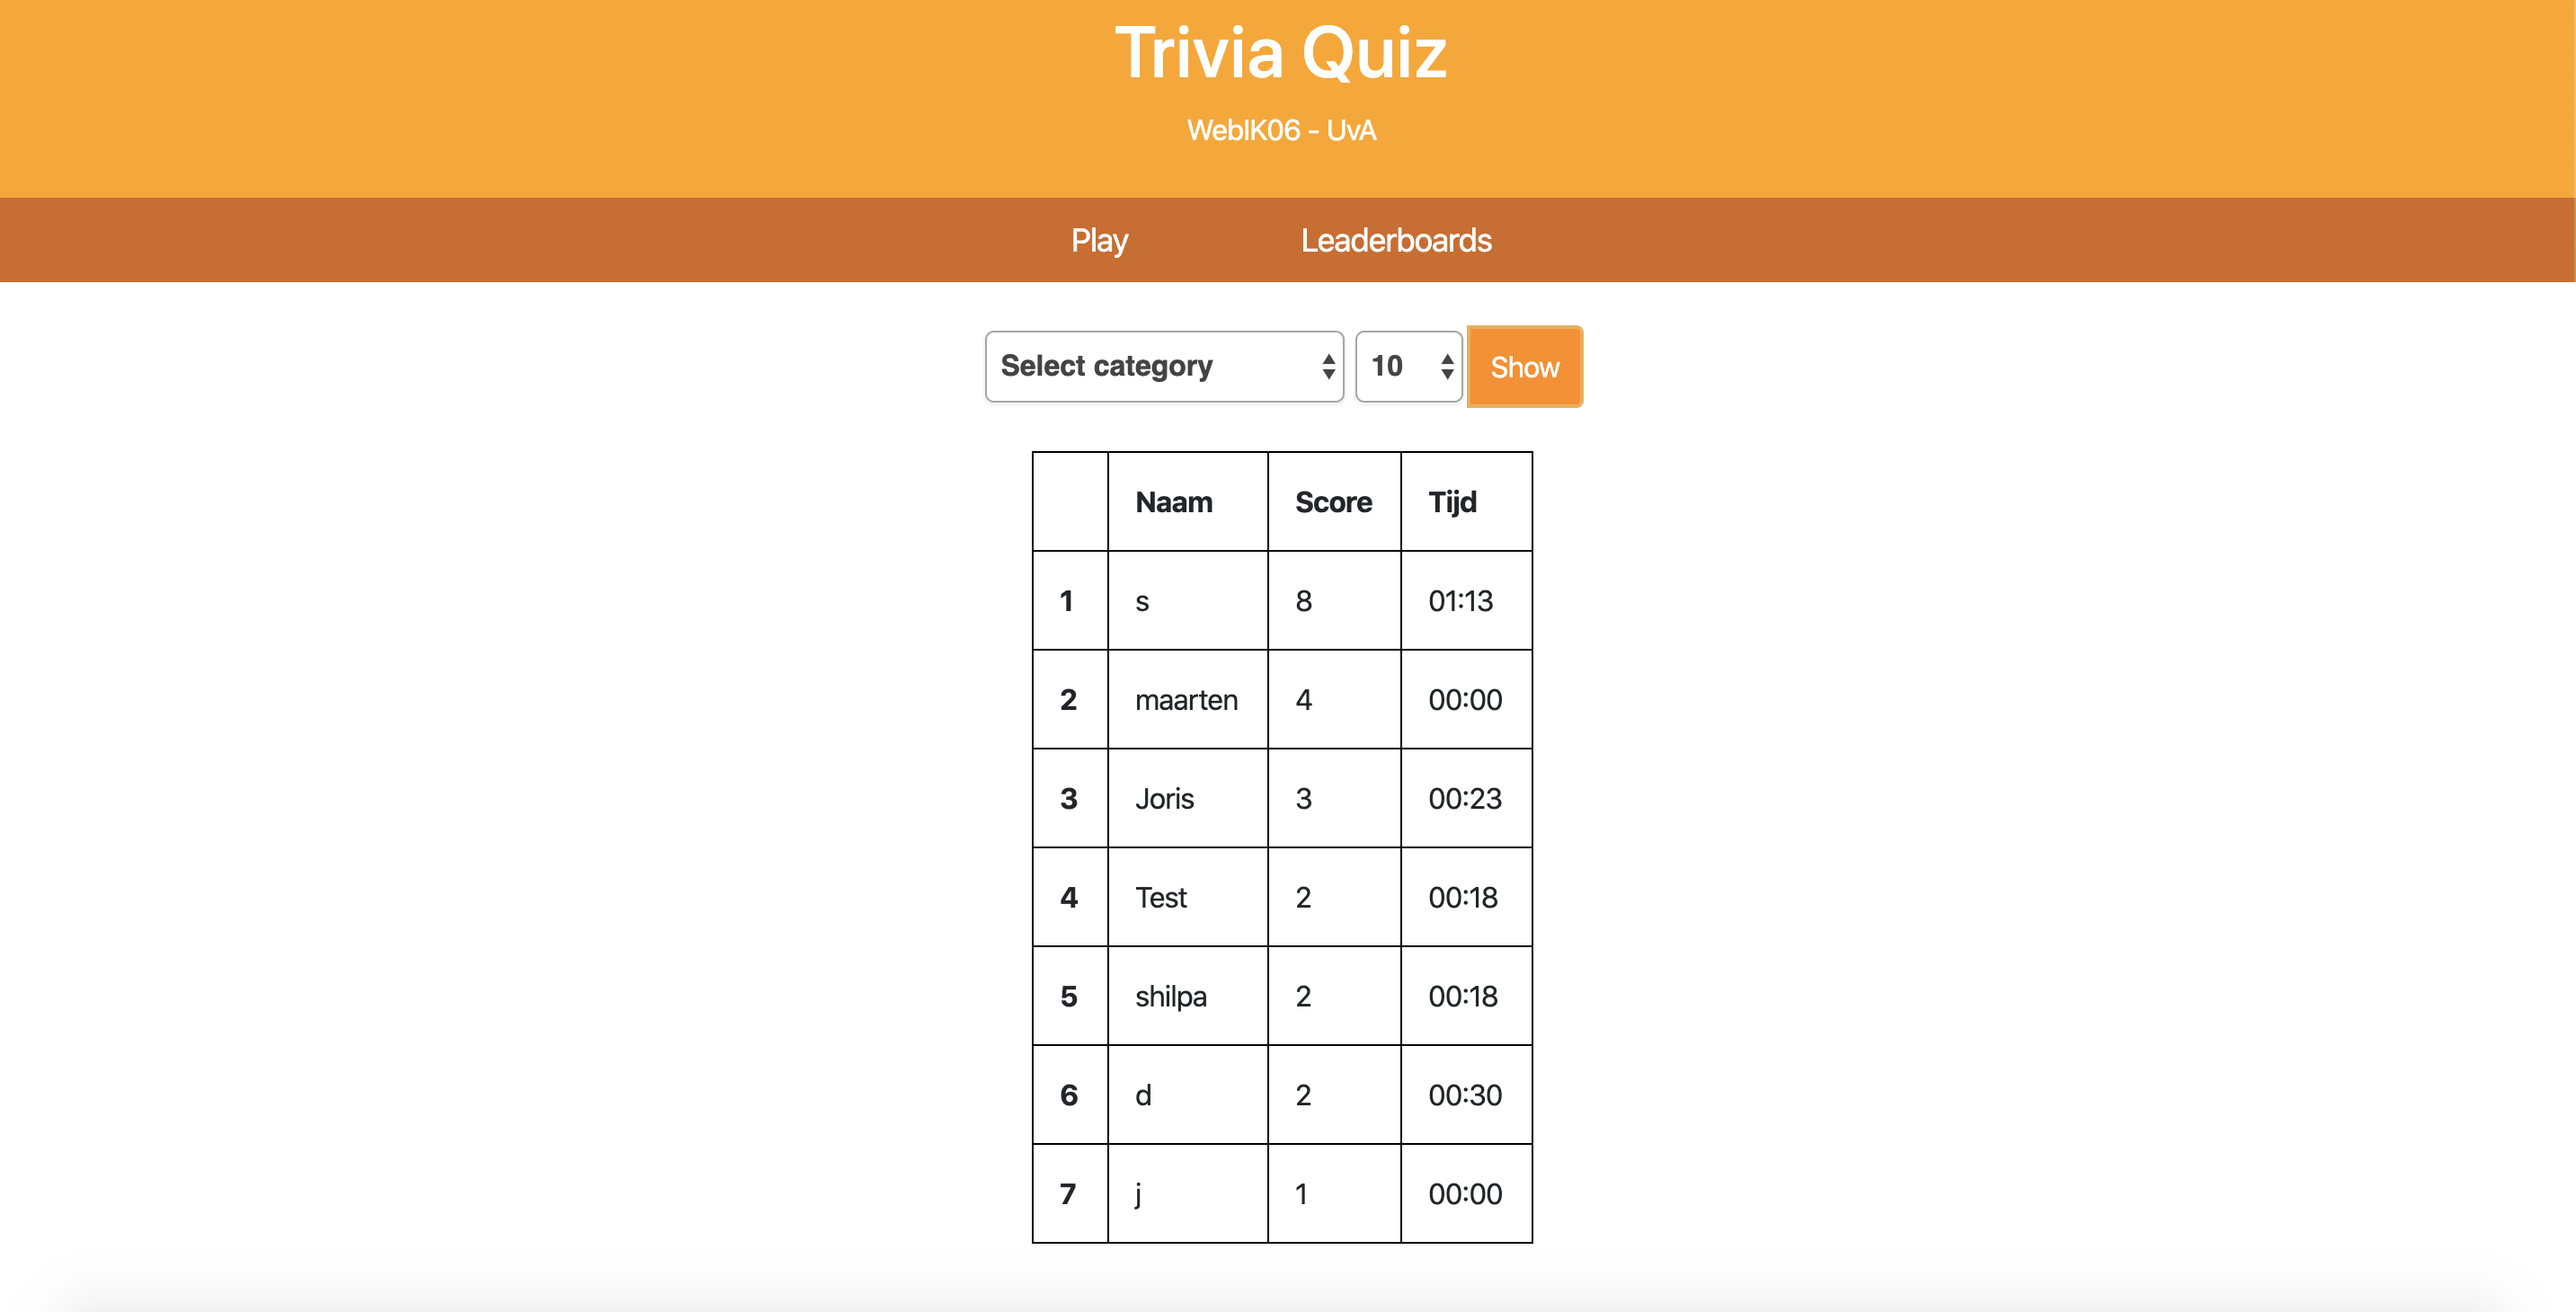 Trivia Quiz
WebIK06 - UvA
Play Leaderboards
Select category 10 Show
Naam Score Tijd
1 s 8 01:13
2 maarten 4 00:00
3 Joris 3 00:23
4 Test 2 00:18
5 shilpa 2 00:18
6 d 2 00:30
7 j 1 00:00